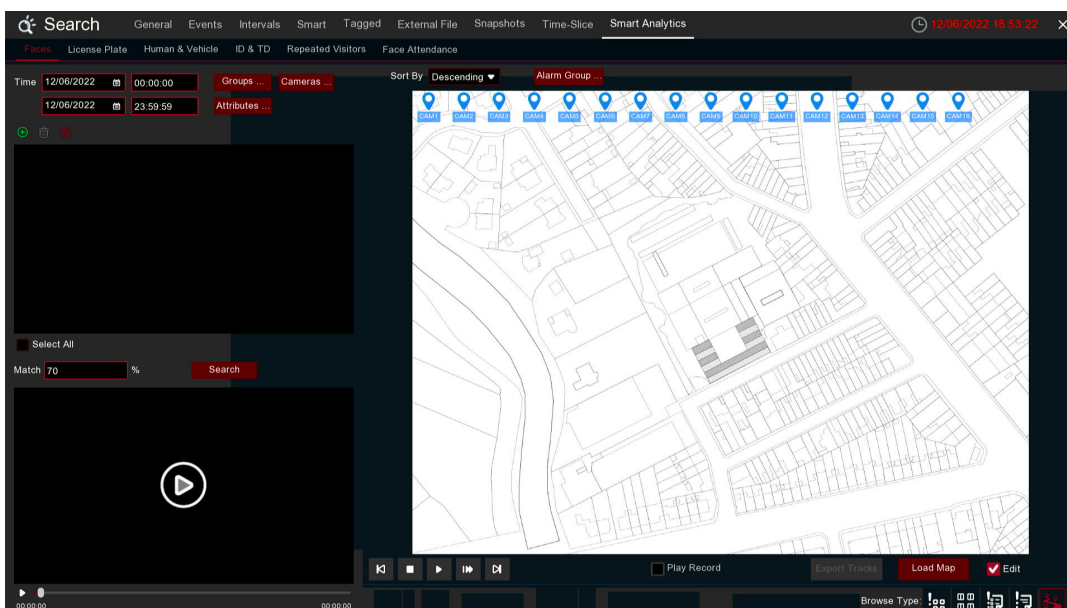 Search General Events Intervals Smart Tagged External File Snapshots Time-Slice Smart Analytics 12/06/2022 18:53:22
Faces License Plate Human & Vehicle ID & TD Repeated Visitors Face Attendance
Time 12/06/2022 00:00:00 Groups ... Cameras ... Sort By Descending Alarm Group ...
12/06/2022 23:59:59 Attributes ...
CAM1 CAM2 CAM3 CAM4 CAM5 CAM6 CAM7 CAM8 CAM9 CAM10 CAM11 CAM12 CAM13 CAM14 CAM15 CAM16
Select All
Match 70 % Search
Play Record Export Tracks Load Map Edit
00:00:00 00:00:00
Browse Type: